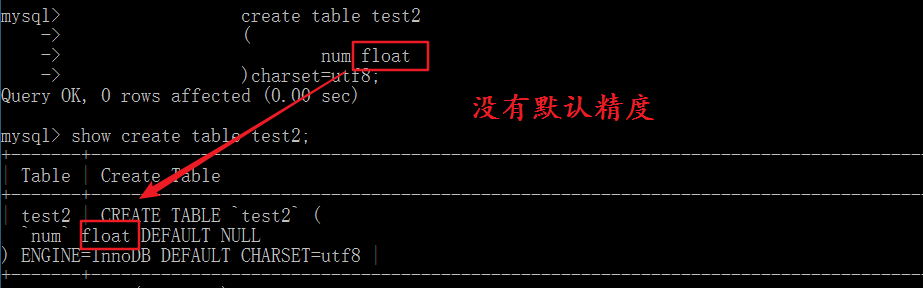 mysql>          create table test2
    ->          (
    ->                  num float
    ->          )charset=utf8;
Query OK, 0 rows affected (0.00 sec)
没有默认精度
mysql> show create table test2;
+-------+----------------------------------------------------------------
| Table | Create Table
+-------+----------------------------------------------------------------
| test2 | CREATE TABLE `test2` (
  `num` float DEFAULT NULL
) ENGINE=InnoDB DEFAULT CHARSET=utf8 |
+-------+----------------------------------------------------------------